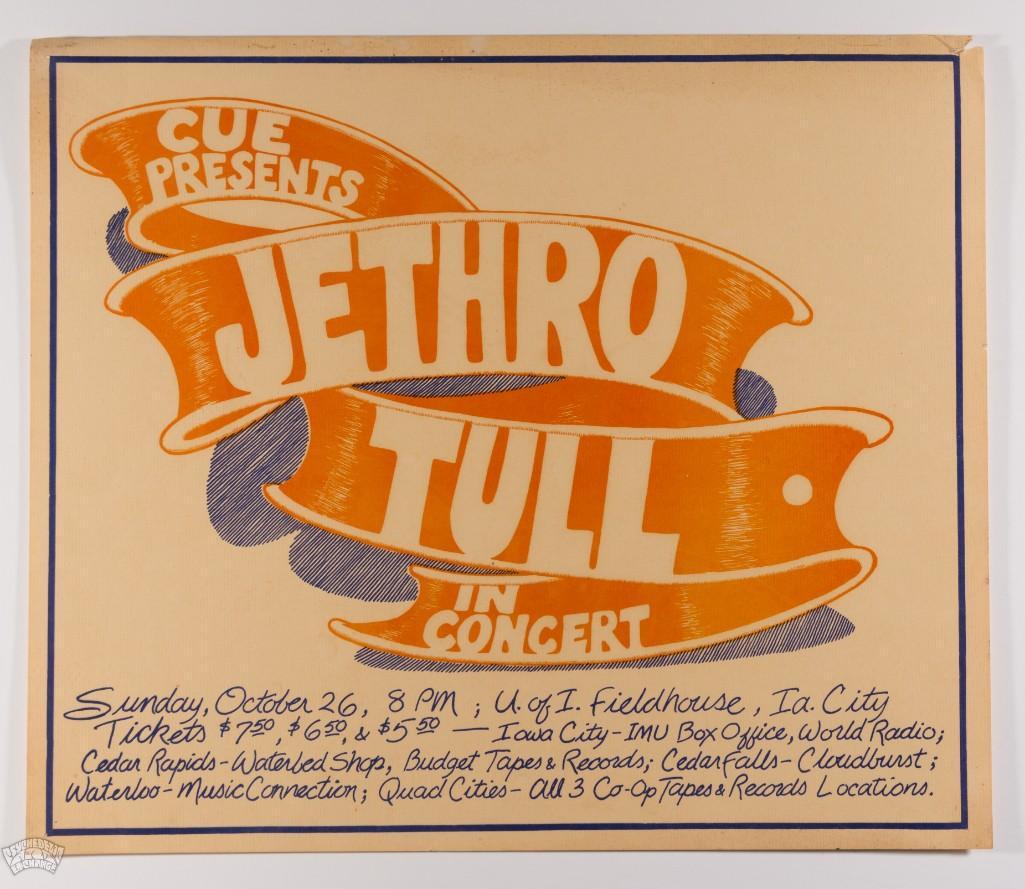 CUE
PRESENTS
JETHRO
TULL
IN
CONCERT
Sunday, October 26, 8 PM ; U. of I. Fieldhouse, Ia. City
Tickets $7.50, $6.50, & $5.50 — Iowa City - IMU Box Office, World Radio;
Cedar Rapids - Waterbed Shop, Budget Tapes & Records; Cedar Falls - Cloudburst;
Waterloo - Music Connection; Quad Cities - All 3 Co-Op Tapes & Records Locations.
PSYCHEDELIC
EXCHANGE